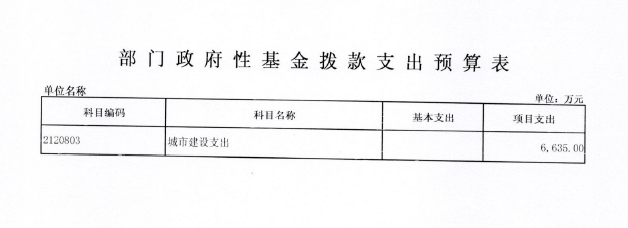 部门政府性基金拨款支出预算表
单位名称 单位：万元
科目编码 科目名称 基本支出 项目支出
2120803 城市建设支出 6,635.00